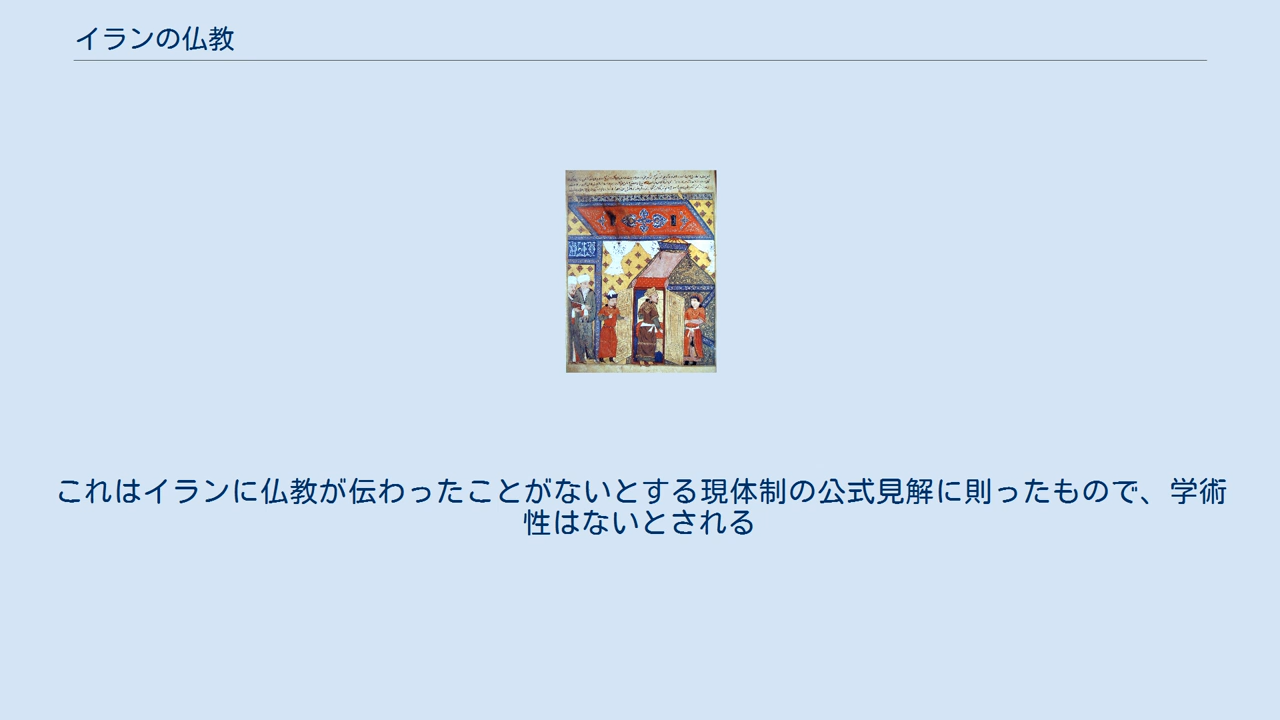 イランの仏教
これはイランに仏教が伝わったことがないとする現体制の公式見解に則ったもので、学術
性はないとされる